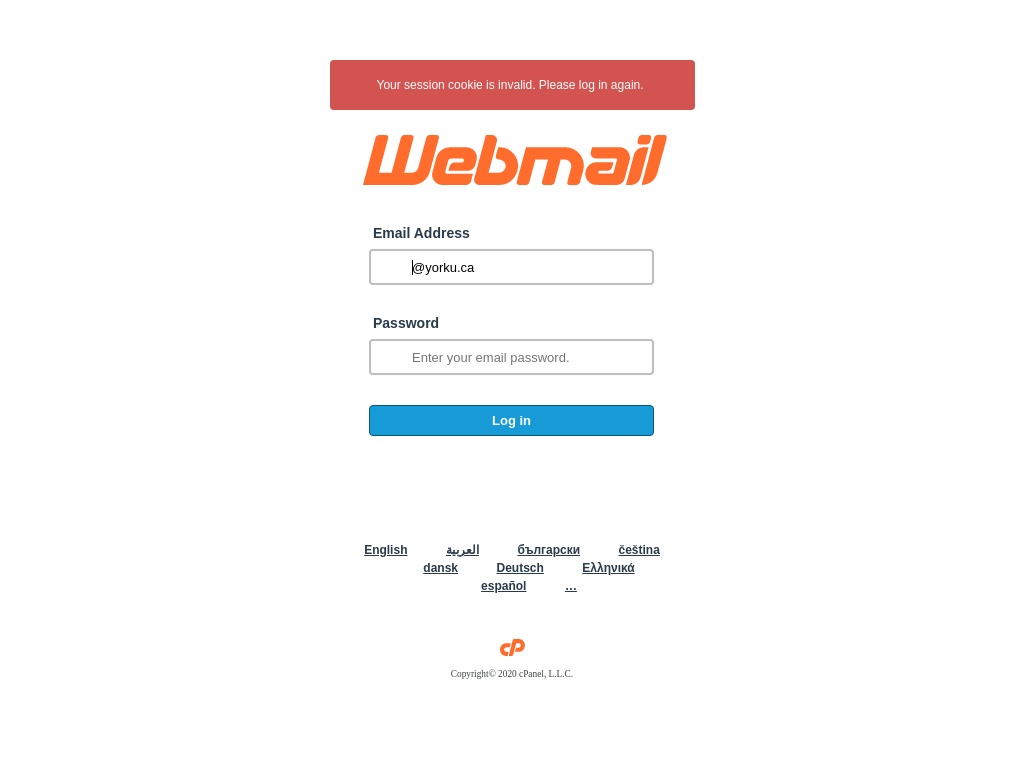 Your session cookie is invalid. Please log in again.
Webmail
Email Address
@yorku.ca
Password
Enter your email password.
Log in
English العربية български čeština
dansk Deutsch Ελληνικά
español …
cP
Copyright© 2020 cPanel, L.L.C.